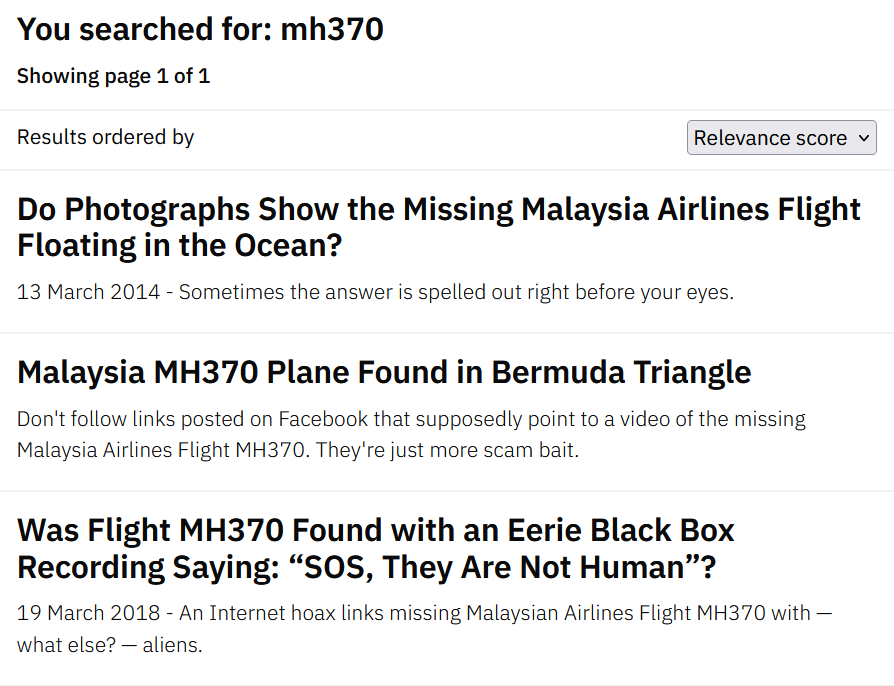 You searched for: mh370
Showing page 1 of 1
Results ordered by
Relevance score
Do Photographs Show the Missing Malaysia Airlines Flight
Floating in the Ocean?
13 March 2014 - Sometimes the answer is spelled out right before your eyes.
Malaysia MH370 Plane Found in Bermuda Triangle
Don't follow links posted on Facebook that supposedly point to a video of the missing
Malaysia Airlines Flight MH370. They're just more scam bait.
Was Flight MH370 Found with an Eerie Black Box
Recording Saying: “SOS, They Are Not Human”?
19 March 2018 - An Internet hoax links missing Malaysian Airlines Flight MH370 with —
what else? — aliens.